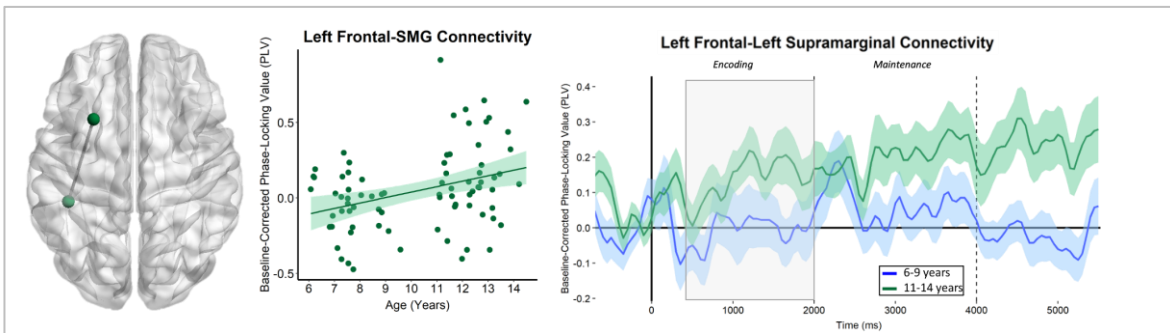 Left Frontal-SMG Connectivity
Baseline-Corrected Phase-Locking Value (PLV)
0.5
0.0
-0.5
6 7 8 9 10 11 12 13 14
Age (Years)
Left Frontal-Left Supramarginal Connectivity
Encoding Maintenance
Baseline-Corrected Phase-Locking Value (PLV)
0.4
0.3
0.2
0.1
0.0
-0.1
-0.2
6-9 years
11-14 years
0 1000 2000 3000 4000 5000
Time (ms)